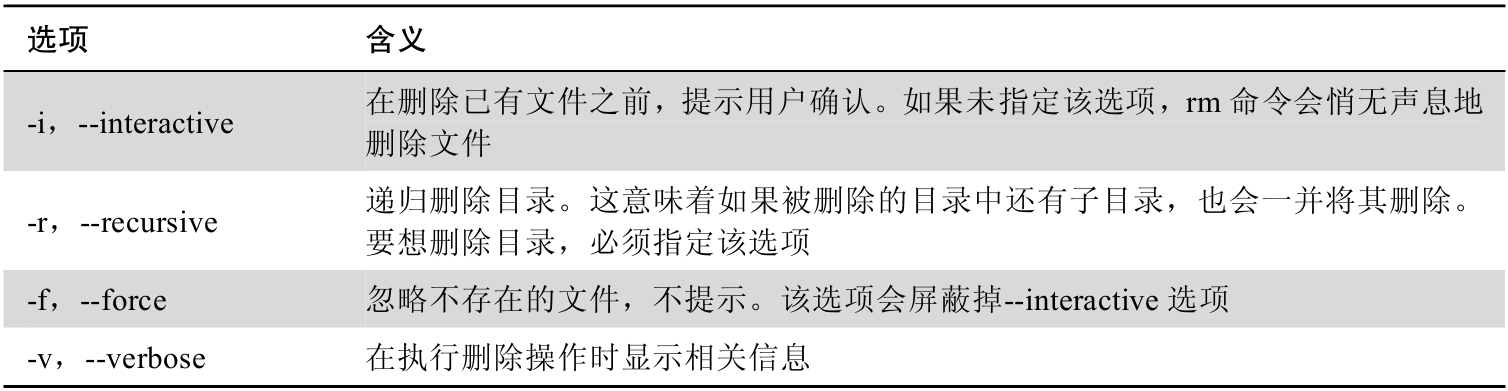 选项 含义
-i，--interactive 在删除已有文件之前，提示用户确认。如果未指定该选项，rm 命令会悄无声息地
删除文件
-r，--recursive 递归删除目录。这意味着如果被删除的目录中还有子目录，也会一并将其删除。
要想删除目录，必须指定该选项
-f，--force 忽略不存在的文件，不提示。该选项会屏蔽掉--interactive 选项
-v，--verbose 在执行删除操作时显示相关信息